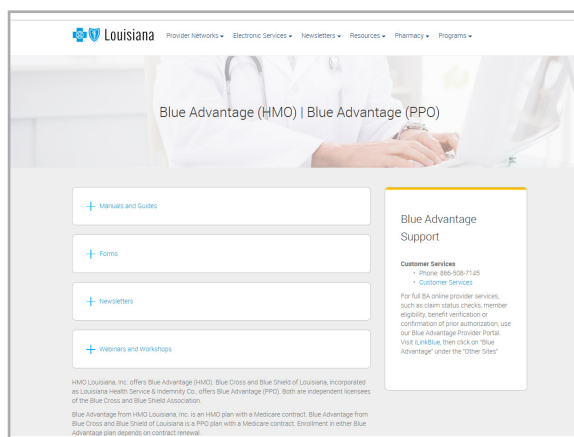 Louisiana
Provider Networks Electronic Services Newsletters Resources Pharmacy Programs
Blue Advantage (HMO) | Blue Advantage (PPO)
Manuals and Guides
Forms
Newsletters
Webinars and Workshops
HMO Louisiana, Inc. offers Blue Advantage (HMO). Blue Cross and Blue Shield of Louisiana, incorporated
as Louisiana Health Service & Indemnity Co., offers Blue Advantage (PPO). Both are independent licensees
of the Blue Cross and Blue Shield Association.
Blue Advantage from HMO Louisiana, Inc. is an HMO plan with a Medicare contract. Blue Advantage from
Blue Cross and Blue Shield of Louisiana is a PPO plan with a Medicare contract. Enrollment in either Blue
Advantage plan depends on contract renewal.
Blue Advantage
Support
Customer Services
• Phone: 866-508-7145
• Customer Services
For full BA online provider services,
such as claim status checks, member
eligibility, benefit verification or
confirmation of prior authorization, use
our Blue Advantage Provider Portal.
Visit iLinkBlue, then click on "Blue
Advantage" under the "Other Sites"